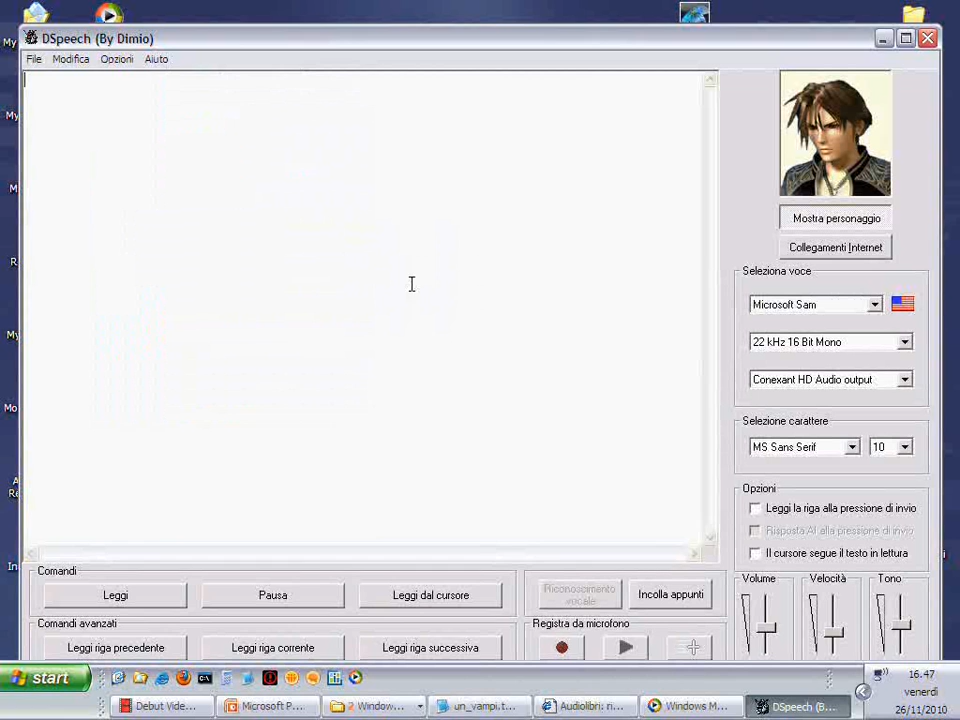 DSpeech (By Dimio)
File Modifica Opzioni Aiuto
Mostra personaggio
Collegamenti Internet
Seleziona voce
Microsoft Sam
22 kHz 16 Bit Mono
Conexant HD Audio output
Selezione carattere
MS Sans Serif 10
Opzioni
Leggi la riga alla pressione di invio
Risposta AI alla pressione di invio
Il cursore segue il testo in lettura
Volume Velocità Tono
Comandi
Leggi Pausa Leggi dal cursore
Riconoscimento
vocale
Incolla appunti
Comandi avanzati
Leggi riga precedente Leggi riga corrente Leggi riga successiva
Registra da microfono
start
Debut Vide... Microsoft P... 2 Window... un_vampi.t... Audiolibri: ri... Windows M... DSpeech (B...
16.47
venerdì
26/11/2010